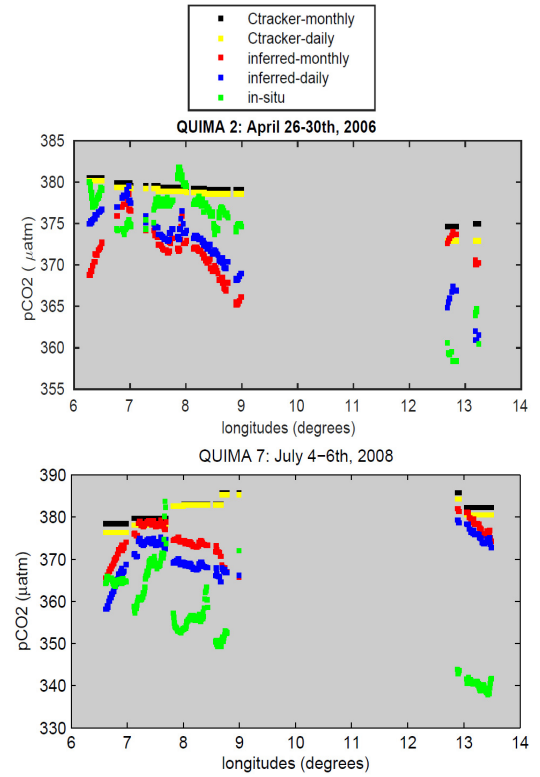 Ctracker-monthly
Ctracker-daily
inferred-monthly
inferred-daily
in-situ
QUIMA 2: April 26-30th, 2006
385
380
375
370
365
360
355
pCO2 ( μatm)
6 7 8 9 10 11 12 13 14
longitudes (degrees)
QUIMA 7: July 4−6th, 2008
390
380
370
360
350
340
330
pCO2 (μatm)
6 7 8 9 10 11 12 13 14
longitudes (degrees)